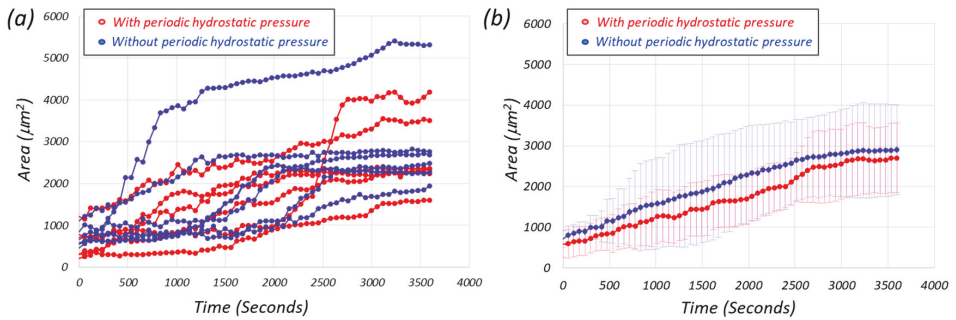 (a)
With periodic hydrostatic pressure
Without periodic hydrostatic pressure
Area (μm²)
6000
5000
4000
3000
2000
1000
0
0 500 1000 1500 2000 2500 3000 3500 4000
Time (Seconds)
(b)
With periodic hydrostatic pressure
Without periodic hydrostatic pressure
Area (μm²)
6000
5000
4000
3000
2000
1000
0
0 500 1000 1500 2000 2500 3000 3500 4000
Time (Seconds)